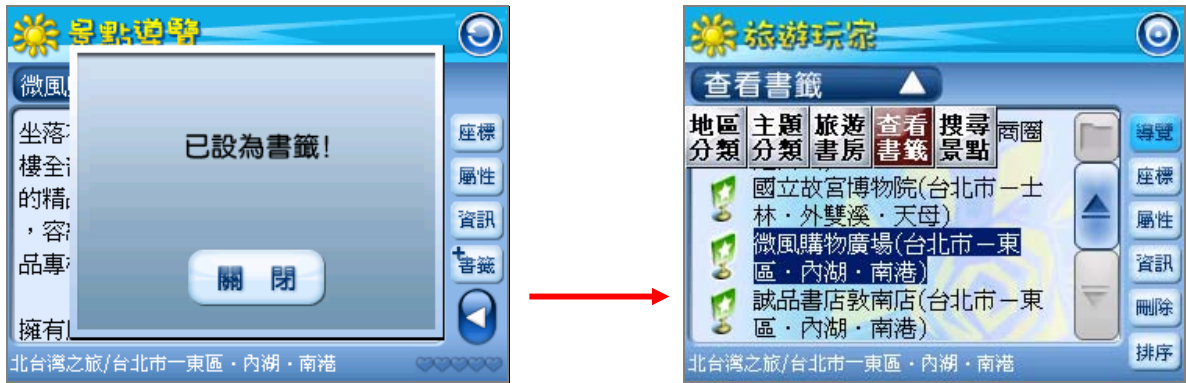 景點導覽
微風
坐落
樓全
的精
，容
品專
擁有
已設為書籤!
關 閉
座標
屬性
資訊
+書籤
北台灣之旅/台北市－東區・內湖・南港
旅遊玩家
查看書籤
地區分類
主題分類
旅遊書房
查看書籤
搜尋景點
商圈
國立故宮博物院(台北市－士
林・外雙溪・天母)
微風購物廣場(台北市－東
區・內湖・南港)
誠品書店敦南店(台北市－東
區・內湖・南港)
導覽
座標
屬性
資訊
刪除
排序
北台灣之旅/台北市－東區・內湖・南港